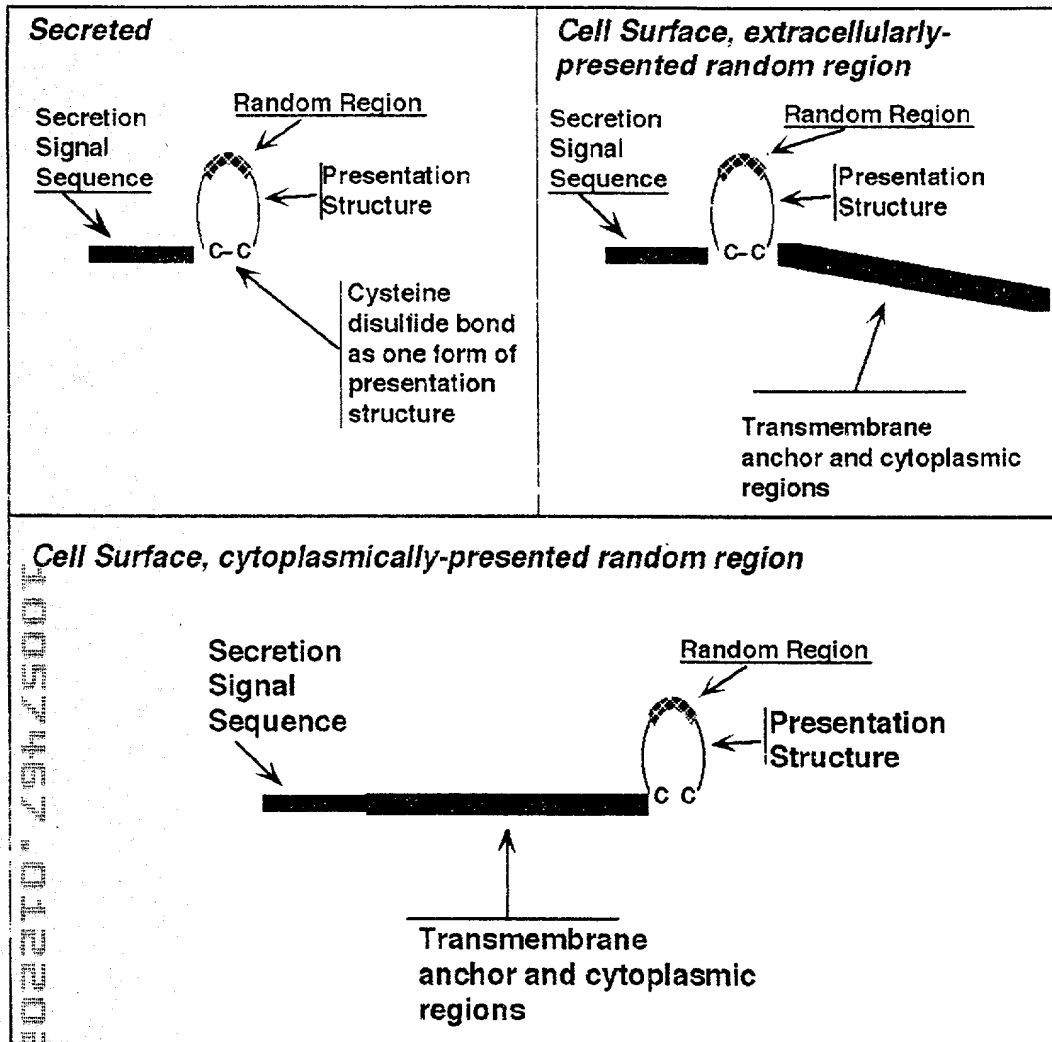 Secreted
Secretion
Signal
Sequence
Random Region
Presentation
Structure
C-C
Cysteine
disulfide bond
as one form of
presentation
structure
Cell Surface, extracellularly-
presented random region
Secretion
Signal
Sequence
Random Region
Presentation
Structure
C-C
Transmembrane
anchor and cytoplasmic
regions
Cell Surface, cytoplasmically-presented random region
Secretion
Signal
Sequence
Random Region
Presentation
Structure
C C
Transmembrane
anchor and cytoplasmic
regions